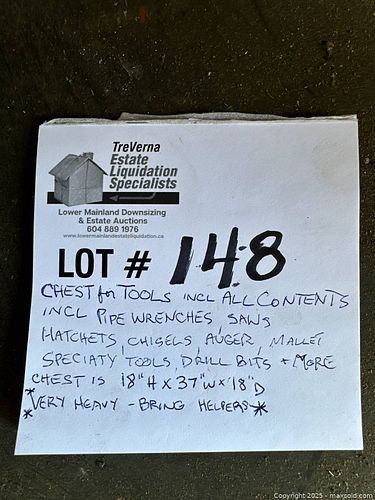 TreVerna
Estate
Liquidation
Specialists
Lower Mainland Downsizing
& Estate Auctions
604 889 1976
www.lowermainlandestateliquidation.ca
LOT # 148
CHEST for TOOLS INCL ALL CONTENTS
INCL PIPE WRENCHES, SAWS
HATCHETS, CHISELS, AUGER, MALLET
SPECIATY TOOLS, DRILL BITS + MORE
CHEST IS 18"H x 37"W x 18"D
*VERY HEAVY - BRING HELPERS*
*
Copyright 2025 - maxsold.com